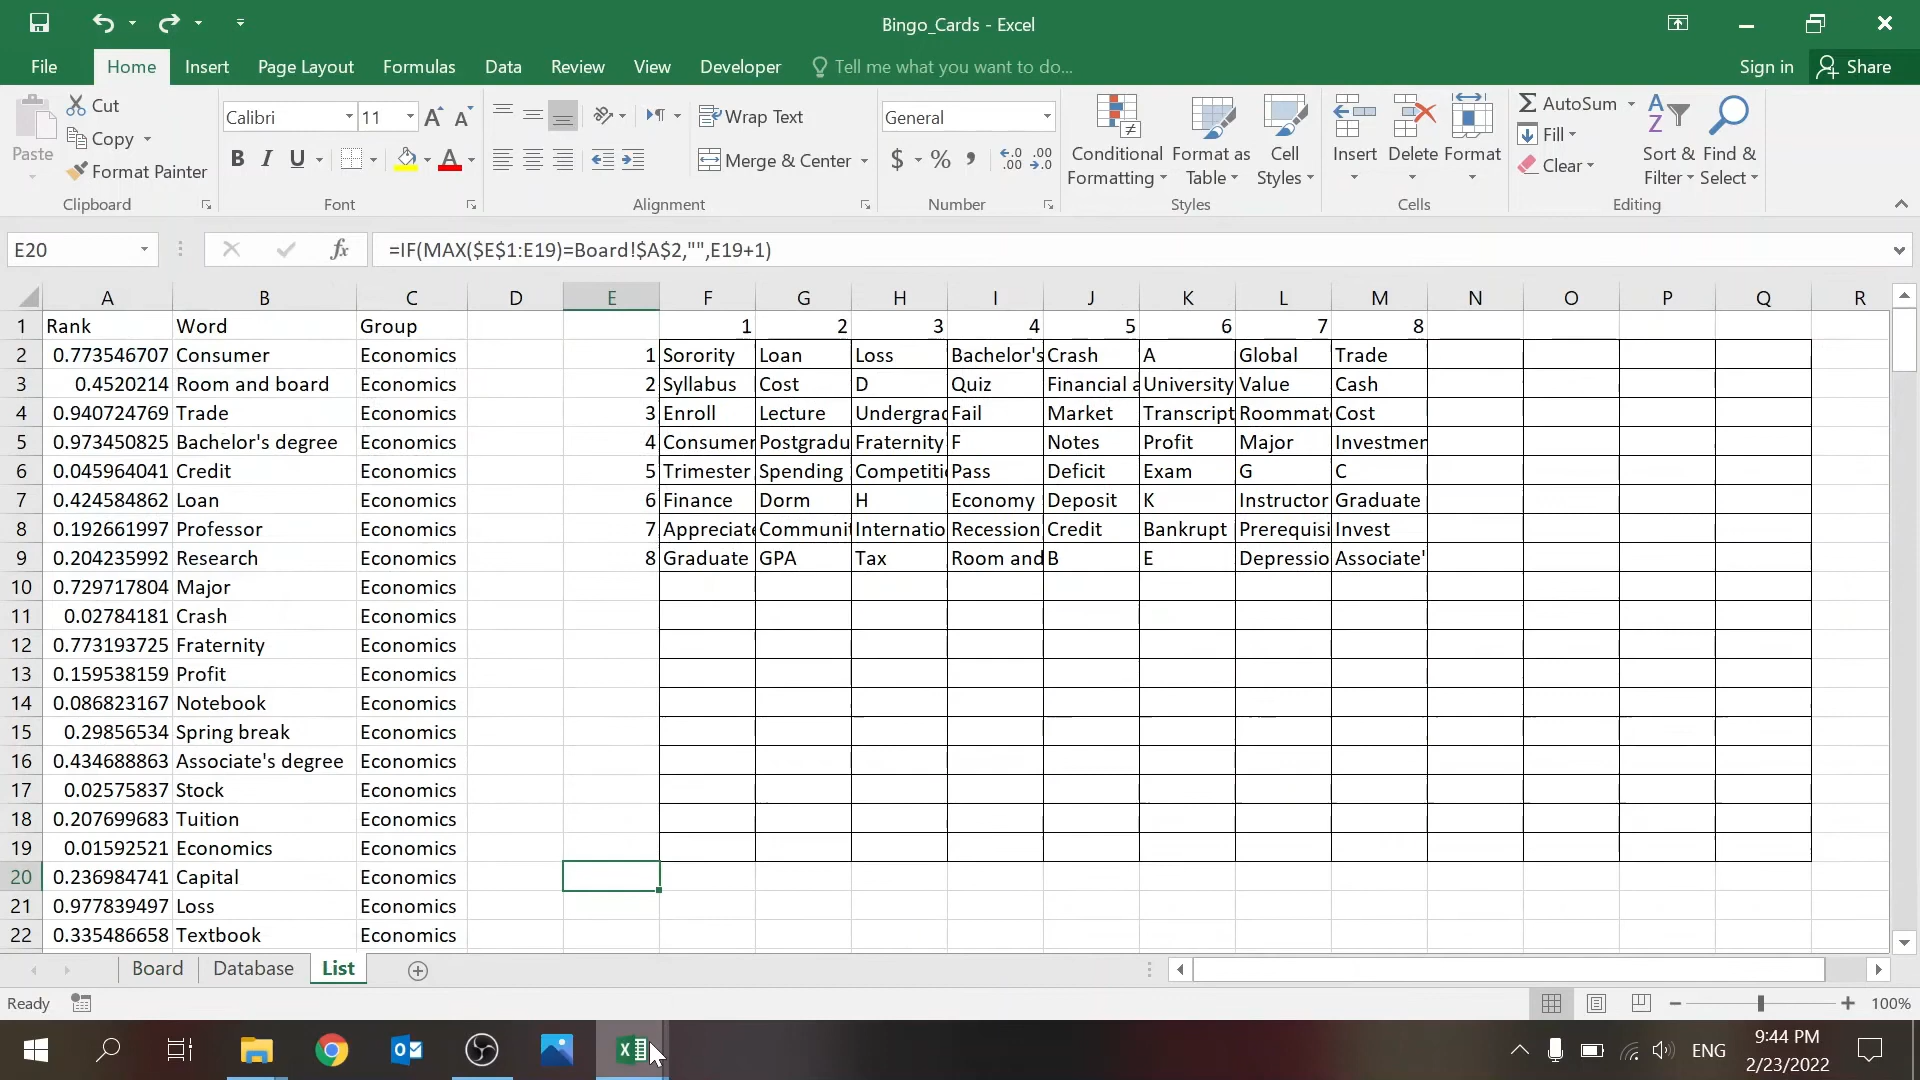 Bingo_Cards - Excel
File Home Insert Page Layout Formulas Data Review View Developer Tell me what you want to do... Sign in Share
Paste
Cut
Copy
Format Painter
Clipboard
Calibri 11
B I U
Font
Wrap Text
Merge & Center
Alignment
General
$ % ,
Number
Conditional Formatting
Format as Table
Cell Styles
Styles
Insert Delete Format
Cells
AutoSum
Fill
Clear
Sort & Filter
Find & Select
Editing
E20 fx =IF(MAX($E$1:E19)=Board!$A$2,"",E19+1)
A B C D E F G H I J K L M N O P Q R
1 Rank Word Group 1 2 3 4 5 6 7 8
2 0.773546707 Consumer Economics 1 Sorority Loan Loss Bachelor's Crash A Global Trade
3 0.4520214 Room and board Economics 2 Syllabus Cost D Quiz Financial a University Value Cash
4 0.940724769 Trade Economics 3 Enroll Lecture Undergrad Fail Market Transcript Roommat Cost
5 0.973450825 Bachelor's degree Economics 4 Consumer Postgradu Fraternity F Notes Profit Major Investmen
6 0.045964041 Credit Economics 5 Trimester Spending Competitio Pass Deficit Exam G C
7 0.424584862 Loan Economics 6 Finance Dorm H Economy Deposit K Instructor Graduate
8 0.192661997 Professor Economics 7 Appreciate Communit Internatio Recession Credit Bankrupt Prerequisi Invest
9 0.204235992 Research Economics 8 Graduate GPA Tax Room and B E Depressio Associate'
10 0.729717804 Major Economics
11 0.02784181 Crash Economics
12 0.773193725 Fraternity Economics
13 0.159538159 Profit Economics
14 0.086823167 Notebook Economics
15 0.29856534 Spring break Economics
16 0.434688863 Associate's degree Economics
17 0.02575837 Stock Economics
18 0.207699683 Tuition Economics
19 0.01592521 Economics Economics
20 0.236984741 Capital Economics
21 0.977839497 Loss Economics
22 0.335486658 Textbook Economics
Board Database List
Ready 100%
ENG 9:44 PM
2/23/2022